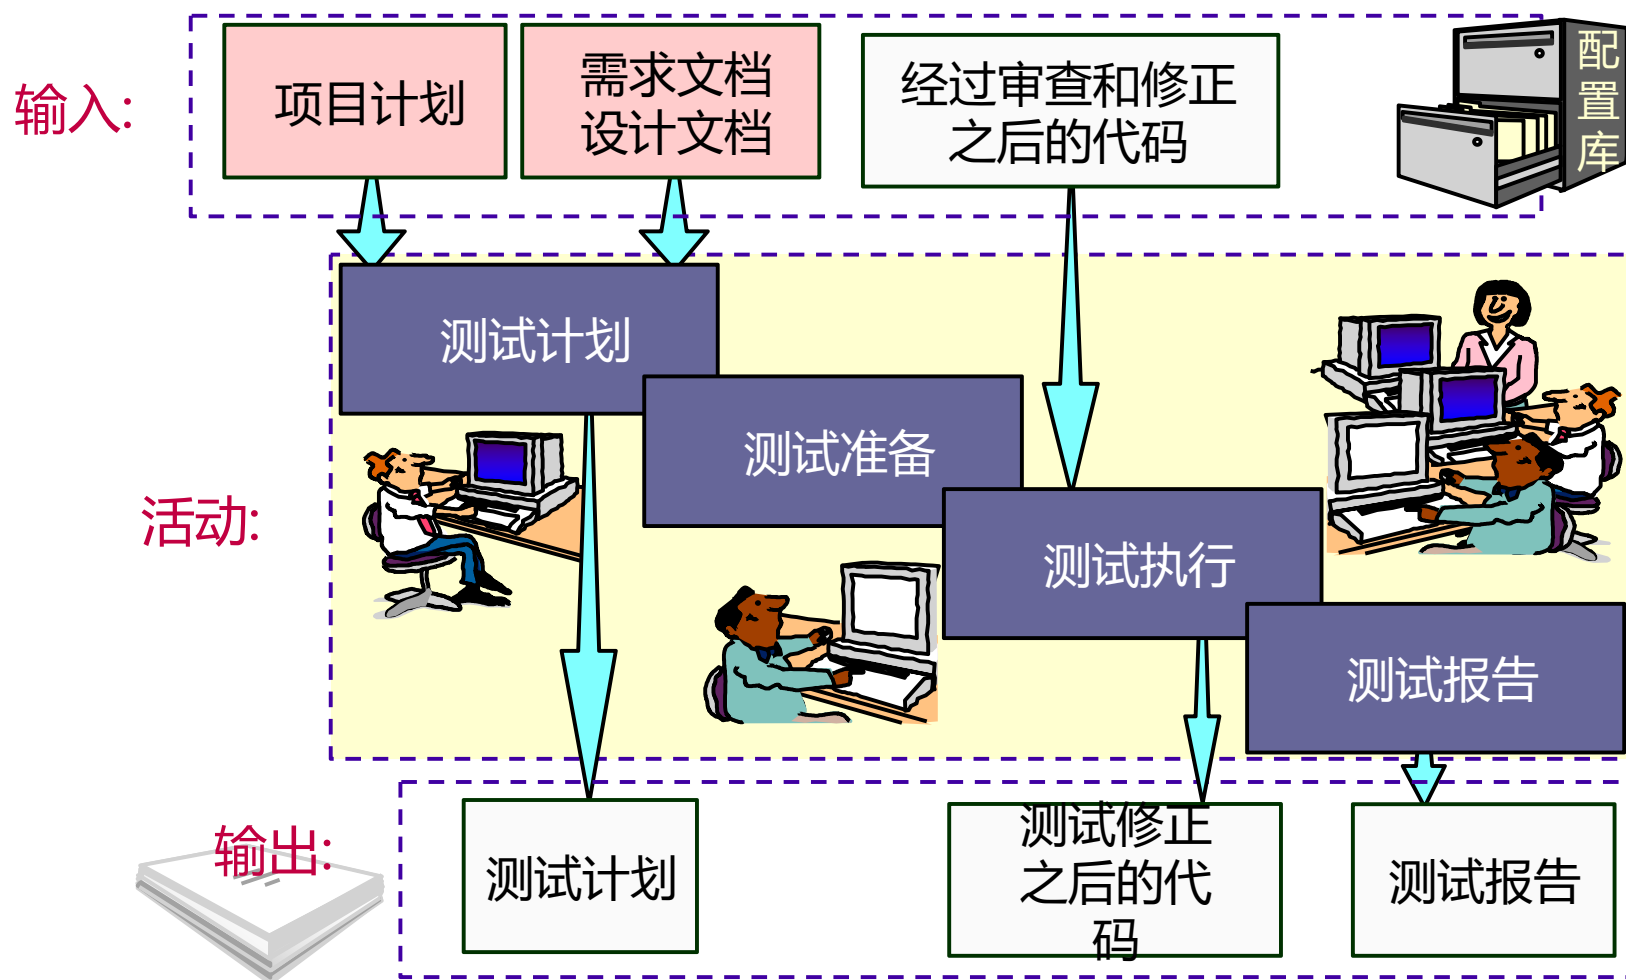 输入:
项目计划
需求文档
设计文档
经过审查和修正
之后的代码
配
置
库
活动:
测试计划
测试准备
测试执行
测试报告
输出:
测试计划
测试修正
之后的代
码
测试报告